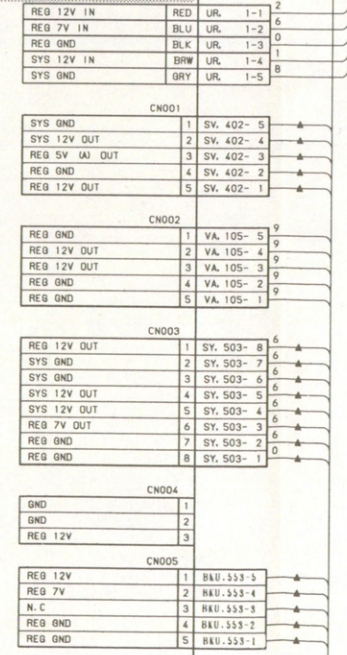 REG 12V IN RED UR. 1-1 2
REG 7V IN BLU UR. 1-2 6
REG GND BLK UR. 1-3 0
SYS 12V IN BRW UR. 1-4 1
SYS GND GRY UR. 1-5 8
CN001
SYS GND 1 SV. 402- 5
SYS 12V OUT 2 SV. 402- 4
REG 5V (A) OUT 3 SV. 402- 3
REG GND 4 SV. 402- 2
REG 12V OUT 5 SV. 402- 1
CN002
REG GND 1 VA. 105- 5 9
REG 12V OUT 2 VA. 105- 4 9
REG 12V OUT 3 VA. 105- 3 9
REG GND 4 VA. 105- 2 9
REG GND 5 VA. 105- 1 9
CN003
REG 12V OUT 1 SY. 503- 8 6
SYS GND 2 SY. 503- 7 6
SYS GND 3 SY. 503- 6 6
SYS 12V OUT 4 SY. 503- 5 6
SYS 12V OUT 5 SY. 503- 4 6
REG 7V OUT 6 SY. 503- 3 6
REG GND 7 SY. 503- 2 6
REG GND 8 SY. 503- 1 0
CN004
GND 1
GND 2
REG 12V 3
CN005
REG 12V 1 BKU.553-5
REG 7V 2 BKU.553-4
N.C 3 BKU.553-3
REG GND 4 BKU.553-2
REG GND 5 BKU.553-1